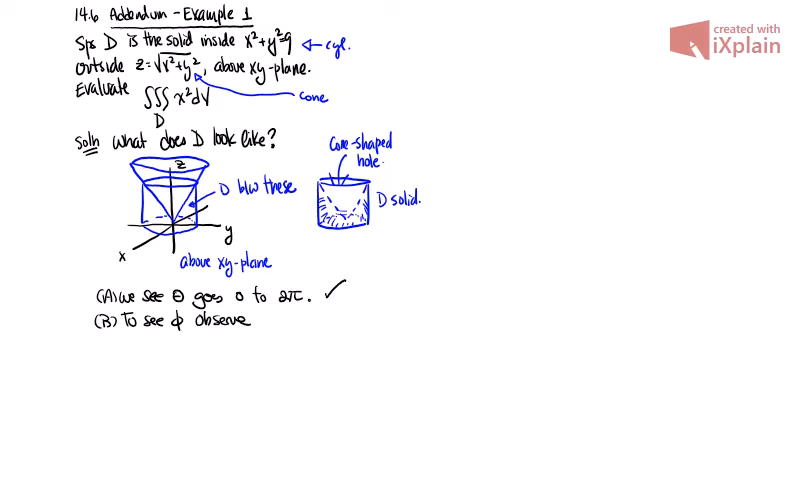 14.6 Addendum - Example 1
Sps D is the solid inside x²+y²=9 ← cyl.
outside z=√x²+y², above xy-plane.
Evaluate ∭ x²dV
D
cone
Soln What does D look like?
Cone-shaped
hole.
z
D btw these
D solid.
y
x
above xy-plane
(A) we see θ goes 0 to 2π. ✓
(B) To see ϕ observe
created with
iXplain